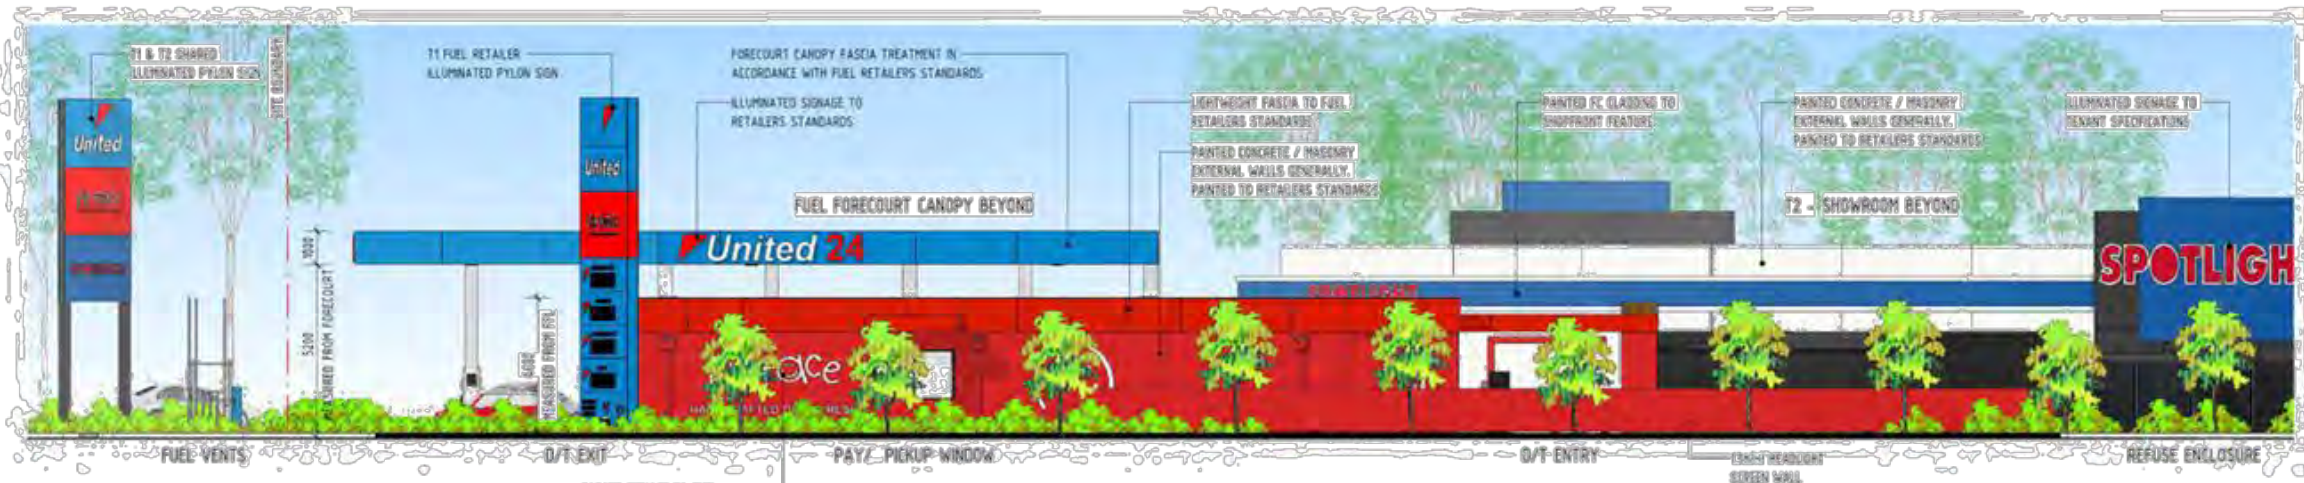 T1 & T2 SHARED
ILLUMINATED PYLON SIGN
SITE BOUNDARY
T1 FUEL RETAILER
ILLUMINATED PYLON SIGN
FORECOURT CANOPY FASCIA TREATMENT IN
ACCORDANCE WITH FUEL RETAILERS STANDARDS
ILLUMINATED SIGNAGE TO
RETAILERS STANDARDS
LIGHTWEIGHT FASCIA TO FUEL
RETAILERS STANDARDS
PAINTED CONCRETE / MASONRY
EXTERNAL WALLS GENERALLY.
PAINTED TO RETAILERS STANDARDS
PAINTED FC CLADDING TO
SHOPFRONT FEATURE
PAINTED CONCRETE / MASONRY
EXTERNAL WALLS GENERALLY.
PAINTED TO RETAILERS STANDARDS
ILLUMINATED SIGNAGE TO
TENANT SPECIFICATIONS
United
United
FUEL FORECOURT CANOPY BEYOND
T2 - SHOWROOM BEYOND
United 24
SPOTLIGH
1000
5200
MEASURED FROM FORECOURT
MEASURED FROM FFL
FUEL VENTS
D/T EXIT
PAY/ PICKUP WINDOW
D/T ENTRY
HEADLIGHT
SCREEN WALL
REFUSE ENCLOSURE